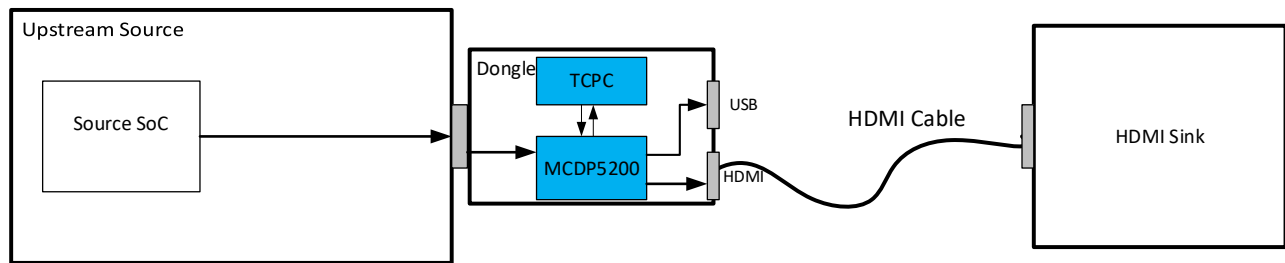 Upstream Source
Source SoC
Dongle
TCPC
MCDP5200
USB
HDMI
HDMI Cable
HDMI Sink